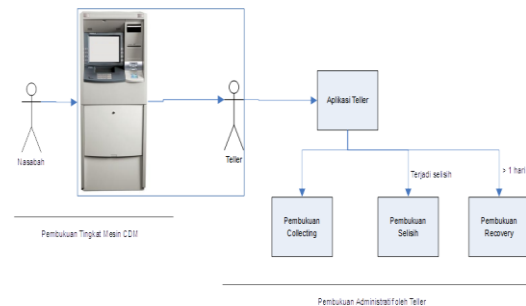 Aplikasi Teller
Nasabah
Teller
Terjadi selisih
> 1 hari
Pembukuan
Collecting
Pembukuan
Selisih
Pembukuan
Recovery
Pembukuan Tingkat Mesin CDM
Pembukuan Administratif oleh Teller